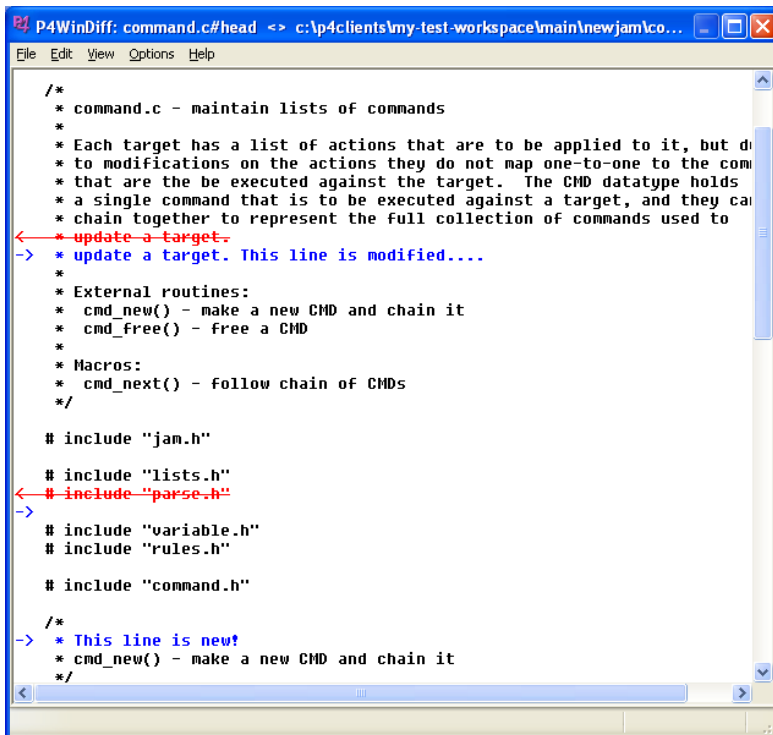 P4 P4WinDiff: command.c#head <> c:\p4clients\my-test-workspace\main\newjam\co...
File Edit View Options Help
/*
* command.c - maintain lists of commands
*
* Each target has a list of actions that are to be applied to it, but
* to modifications on the actions they do not map one-to-one to the
* that are the be executed against the target. The CMD datatype holds
* a single command that is to be executed against a target, and they
* chain together to represent the full collection of commands used to
<- * update a target.
-> * update a target. This line is modified....
*
* External routines:
* cmd_new() - make a new CMD and chain it
* cmd_free() - free a CMD
*
* Macros:
* cmd_next() - follow chain of CMDs
*/
# include "jam.h"
# include "lists.h"
<- # include "parse.h"
->
# include "variable.h"
# include "rules.h"
# include "command.h"
/*
-> * This line is new!
* cmd_new() - make a new CMD and chain it
*/